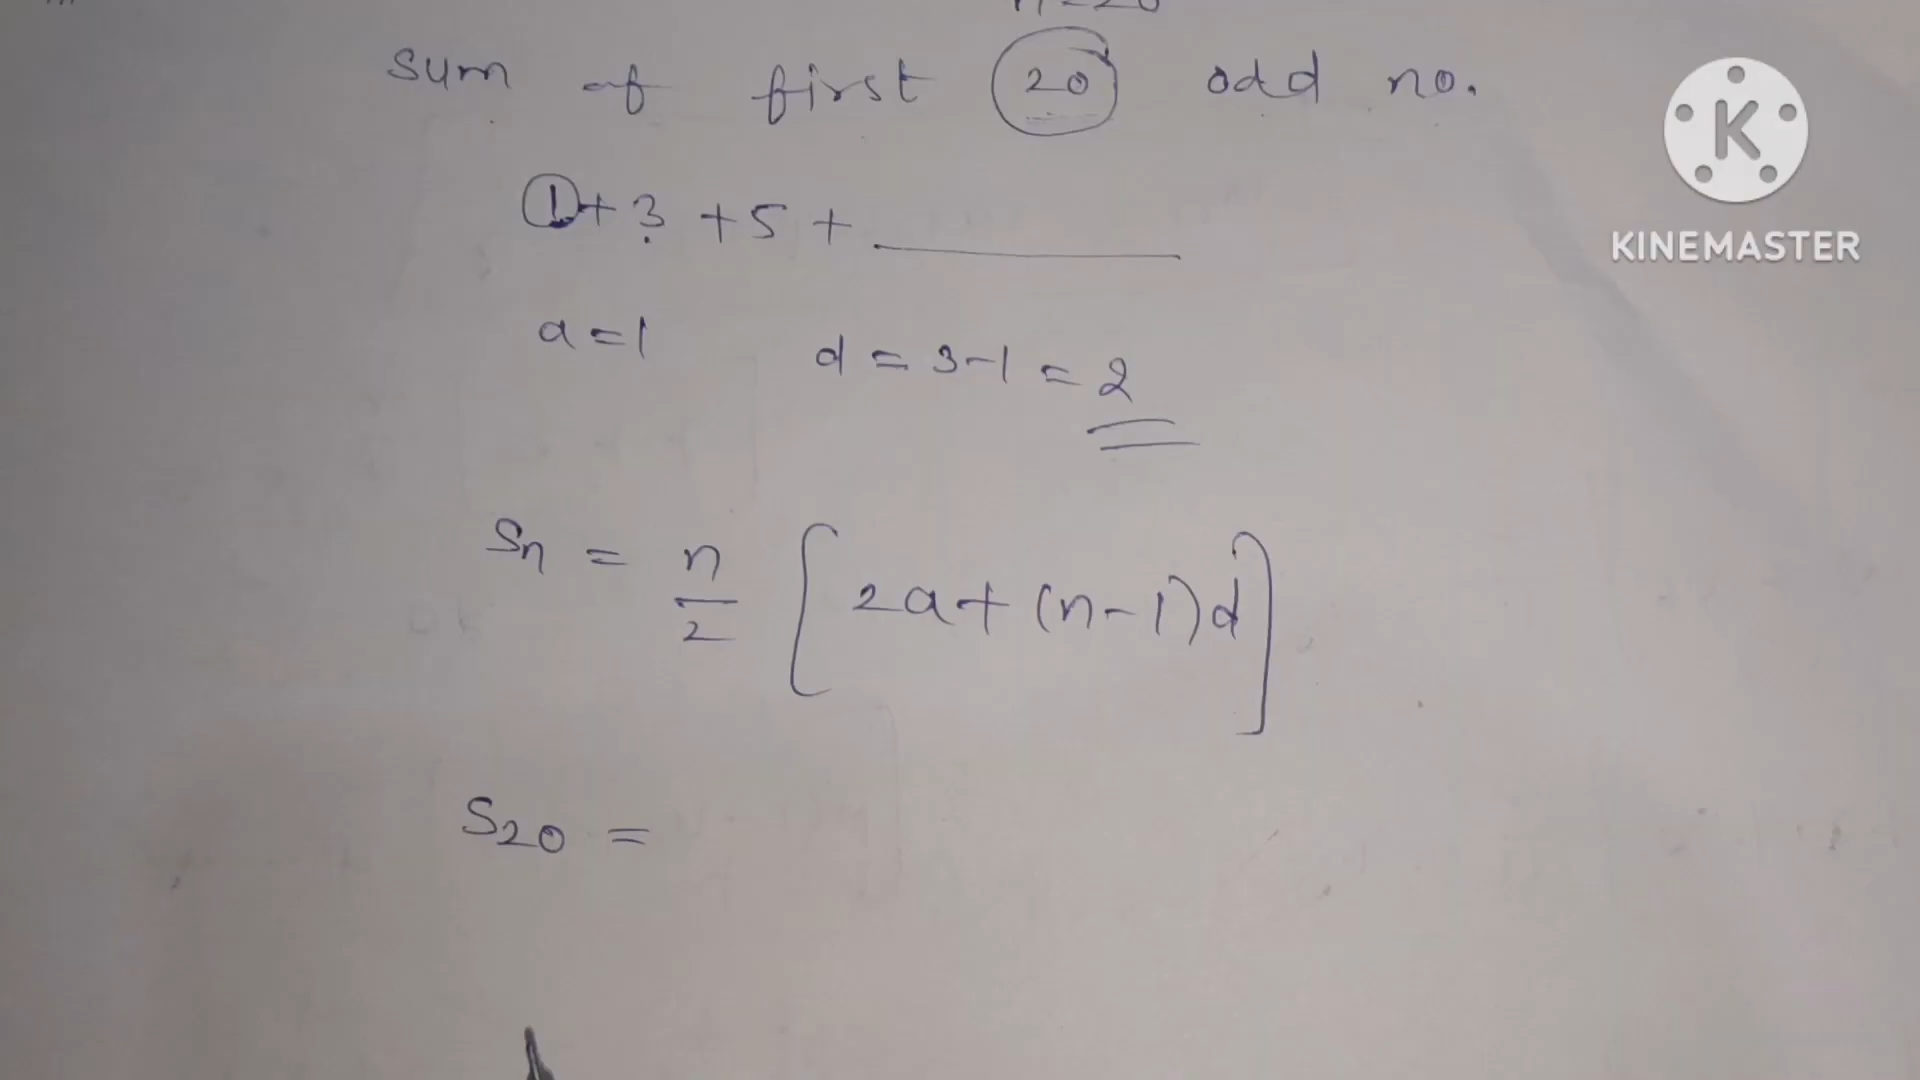 n=20
sum of first 20 odd no.
1+3+5+
a=1 d=3-1=2
Sn = n/2 [2a+(n-1)d]
S20 =
K
KINEMASTER